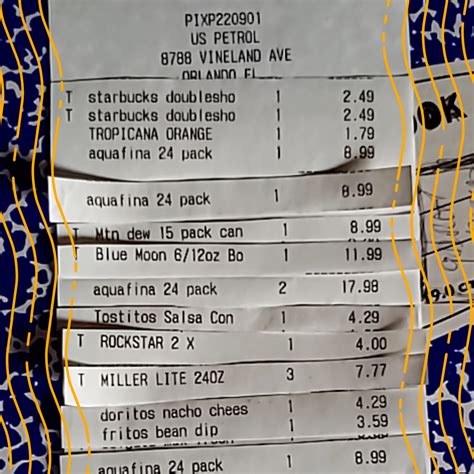 PIXP220901
US PETROL
8788 VINELAND AVE
ORLANDO FL
T starbucks doublesho 1 2.49
T starbucks doublesho 1 2.49
TROPICANA ORANGE 1 1.79
aquafina 24 pack 1 8.99
aquafina 24 pack 1 8.99
T Mtn dew 15 pack can 1 8.99
T Blue Moon 6/12oz Bo 1 11.99
aquafina 24 pack 2 17.98
Tostitos Salsa Con 1 4.29
T ROCKSTAR 2 X 1 4.00
T MILLER LITE 24OZ 3 7.77
doritos nacho chees 1 4.29
fritos bean dip 1 3.59
aquafina 24 pack 1 8.99